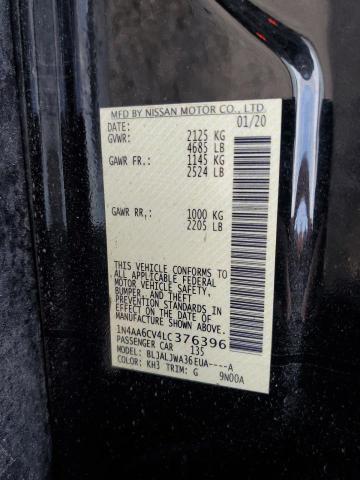 MFD BY NISSAN MOTOR CO., LTD.
DATE: 01/20
GVWR: 2125 KG
4685 LB
GAWR FR.: 1145 KG
2524 LB
GAWR RR.: 1000 KG
2205 LB
THIS VEHICLE CONFORMS TO
ALL APPLICABLE FEDERAL
MOTOR VEHICLE SAFETY,
BUMPER, AND THEFT
PREVENTION STANDARDS IN
EFFECT ON THE DATE OF
MANUFACTURE SHOWN ABOVE.
1N4AA6CV4LC376396
PASSENGER CAR 135
MODEL: BLJALJWA36EUA----A
COLOR: KH3 TRIM: G 9N00A